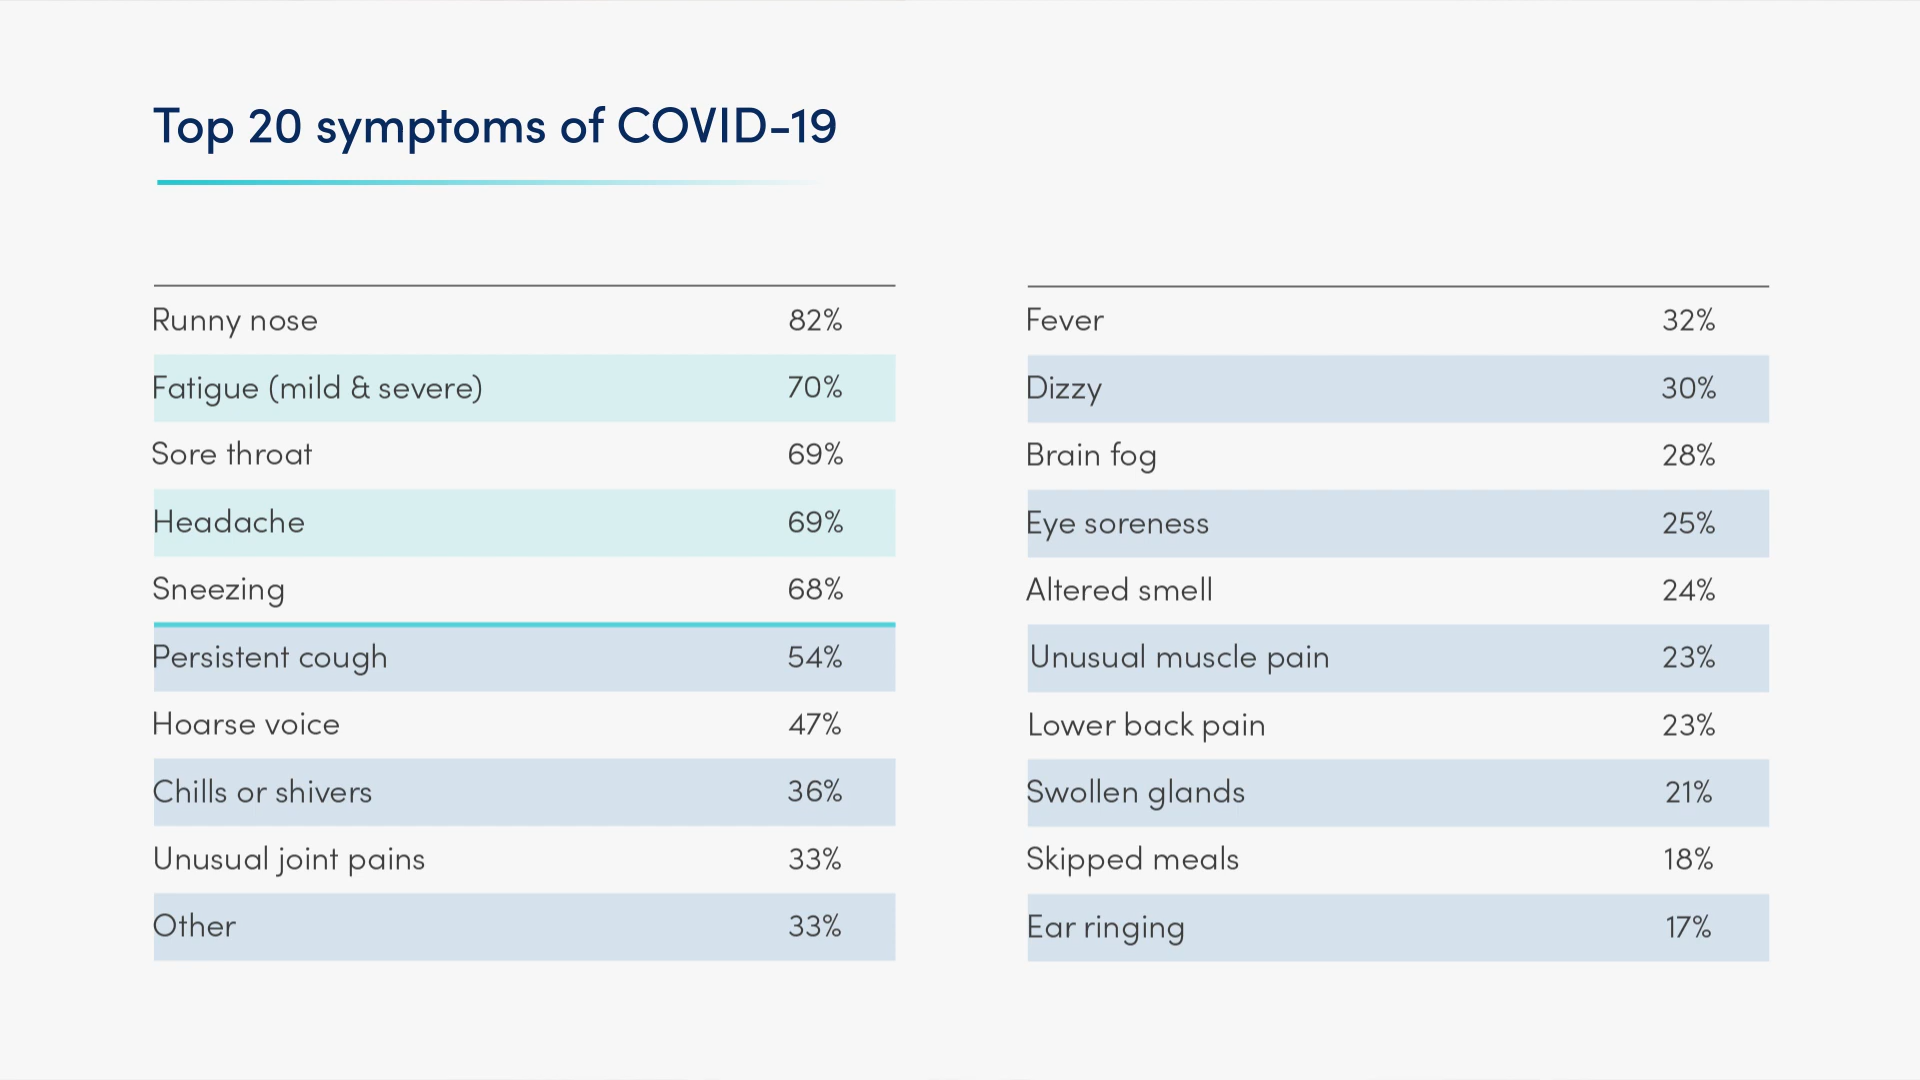 Top 20 symptoms of COVID-19
Runny nose 82%
Fatigue (mild & severe) 70%
Sore throat 69%
Headache 69%
Sneezing 68%
Persistent cough 54%
Hoarse voice 47%
Chills or shivers 36%
Unusual joint pains 33%
Other 33%
Fever 32%
Dizzy 30%
Brain fog 28%
Eye soreness 25%
Altered smell 24%
Unusual muscle pain 23%
Lower back pain 23%
Swollen glands 21%
Skipped meals 18%
Ear ringing 17%